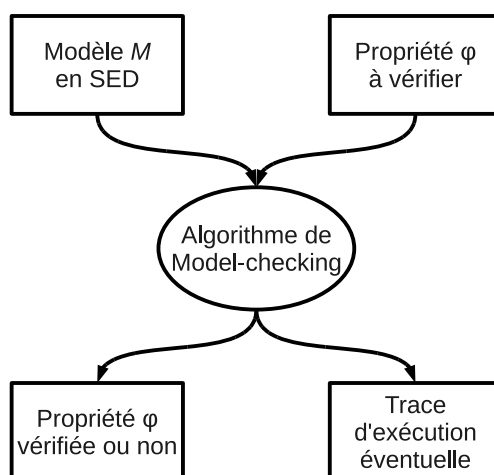 Modèle M
en SED
Propriété φ
à vérifier
Algorithme de
Model-checking
Propriété φ
vérifiée ou non
Trace
d'exécution
éventuelle